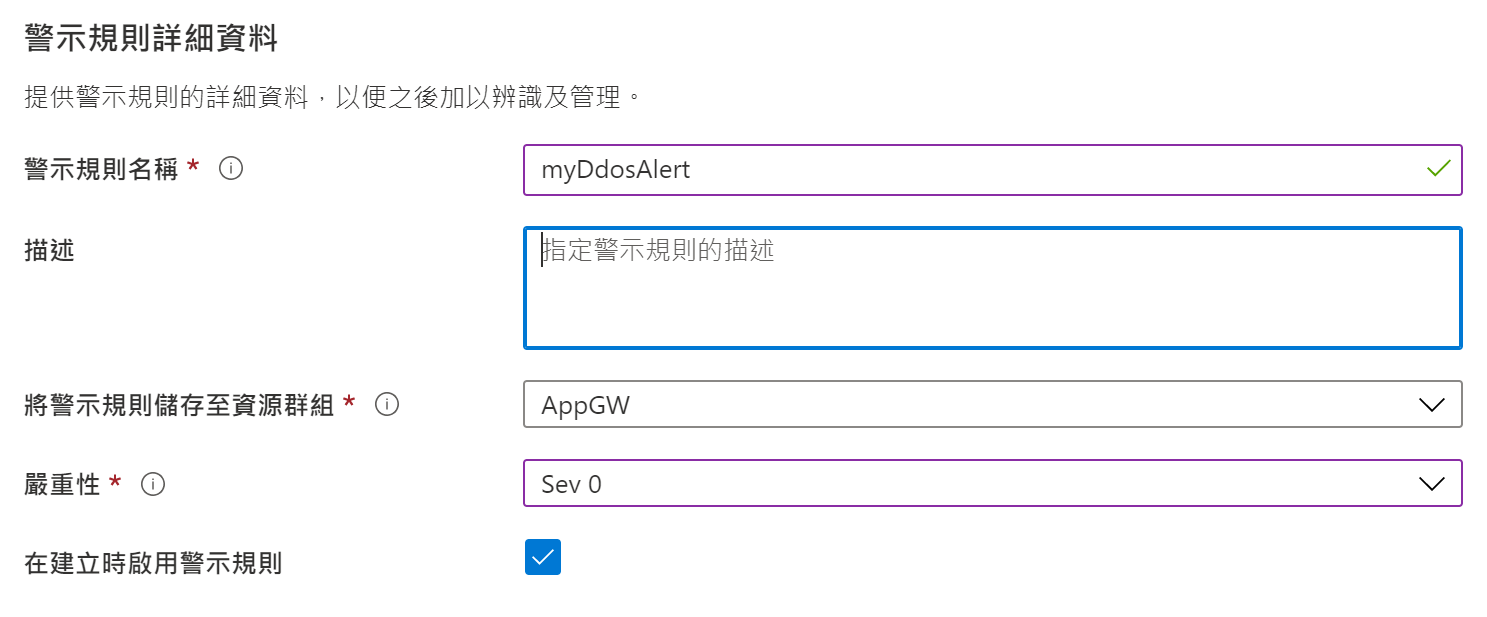 警示規則詳細資料
提供警示規則的詳細資料，以便之後加以辨識及管理。
警示規則名稱 *
myDdosAlert
描述
指定警示規則的描述
將警示規則儲存至資源群組 *
AppGW
嚴重性 *
Sev 0
在建立時啟用警示規則